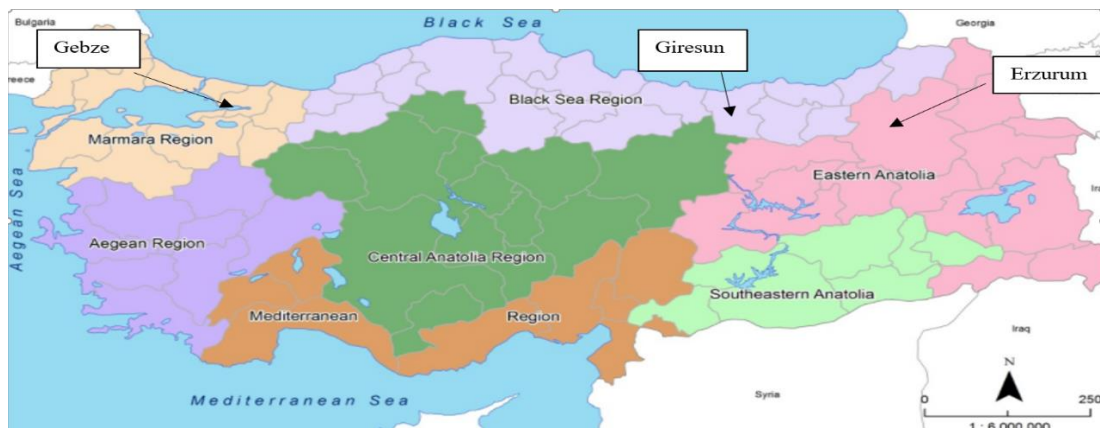 Bulgaria
Black Sea
Georgia
Gebze
Giresun
Erzurum
reece
Black Sea Region
Marmara Region
Eastern Anatolia
Ira
Aegean Sea
Aegean Region
Central Anatolia Region
Southeastern Anatolia
Mediterranean
Region
Iraq
N
Syria
Mediterranean Sea
0
250
1 : 6 000 000